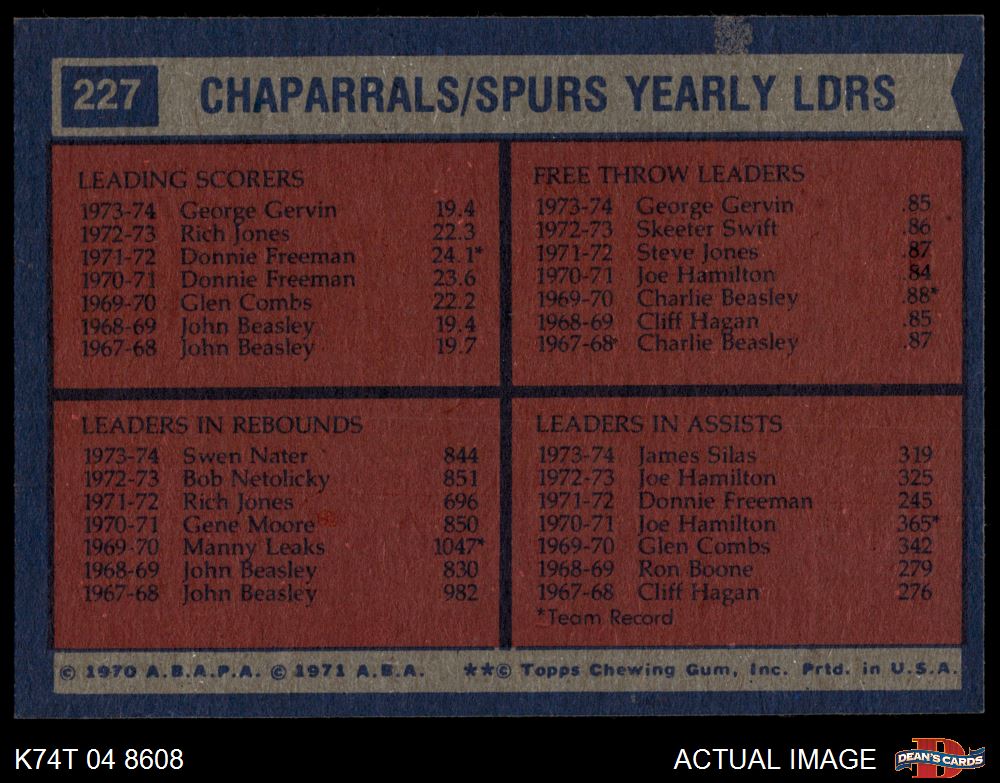 227 CHAPARRALS/SPURS YEARLY LDRS
LEADING SCORERS
1973-74 George Gervin 19.4
1972-73 Rich Jones 22.3
1971-72 Donnie Freeman 24.1*
1970-71 Donnie Freeman 23.6
1969-70 Glen Combs 22.2
1968-69 John Beasley 19.4
1967-68 John Beasley 19.7
FREE THROW LEADERS
1973-74 George Gervin .85
1972-73 Skeeter Swift .86
1971-72 Steve Jones .87
1970-71 Joe Hamilton .84
1969-70 Charlie Beasley .88*
1968-69 Cliff Hagan .85
1967-68* Charlie Beasley .87
LEADERS IN REBOUNDS
1973-74 Swen Nater 844
1972-73 Bob Netolicky 851
1971-72 Rich Jones 696
1970-71 Gene Moore 850
1969-70 Manny Leaks 1047*
1968-69 John Beasley 830
1967-68 John Beasley 982
LEADERS IN ASSISTS
1973-74 James Silas 319
1972-73 Joe Hamilton 325
1971-72 Donnie Freeman 245
1970-71 Joe Hamilton 365*
1969-70 Glen Combs 342
1968-69 Ron Boone 279
1967-68 Cliff Hagan 276
*Team Record
© 1970 A.B.A.P.A. © 1971 A.B.A. **© Topps Chewing Gum, Inc. Prtd. in U.S.A.
K74T 04 8608 ACTUAL IMAGE DEAN'S CARDS